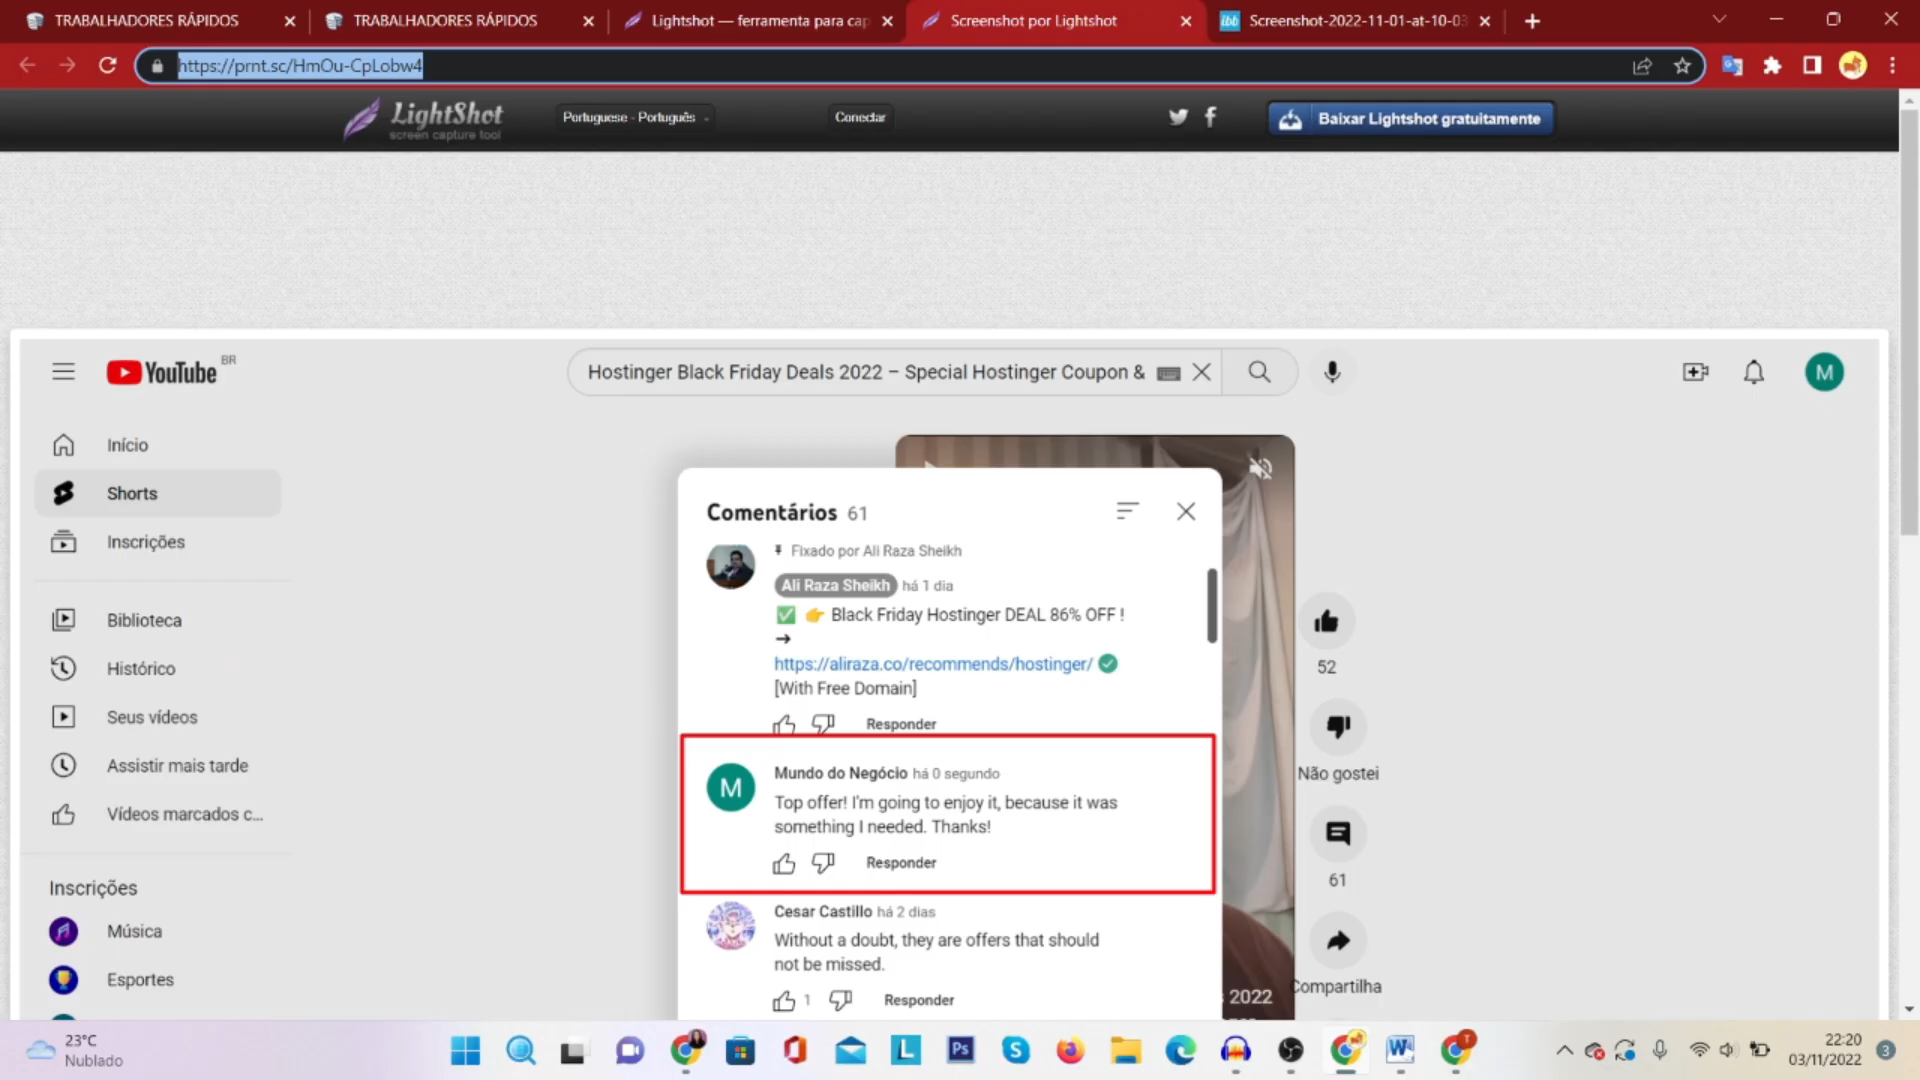 TRABALHADORES RÁPIDOS
TRABALHADORES RÁPIDOS
Lightshot — ferramenta para cap
Screenshot por Lightshot
Screenshot-2022-11-01-at-10-03
https://prnt.sc/HmOu-CpLobw4
LightShot
screen capture tool
Portuguese - Português
Conectar
Baixar Lightshot gratuitamente
YouTube BR
Hostinger Black Friday Deals 2022 – Special Hostinger Coupon &
M
Início
Shorts
Inscrições
Biblioteca
Histórico
Seus vídeos
Assistir mais tarde
Vídeos marcados c...
Inscrições
Música
Esportes
Comentários 61
Fixado por Ali Raza Sheikh
Ali Raza Sheikh há 1 dia
✅ 👉 Black Friday Hostinger DEAL 86% OFF !
➔
https://aliraza.co/recommends/hostinger/
[With Free Domain]
Responder
M
Mundo do Negócio há 0 segundo
Top offer! I'm going to enjoy it, because it was
something I needed. Thanks!
Responder
Cesar Castillo há 2 dias
Without a doubt, they are offers that should
not be missed.
1 Responder
52
Não gostei
61
Compartilha
2022
23°C
Nublado
L
Ps
S
W
T
22:20
03/11/2022
3